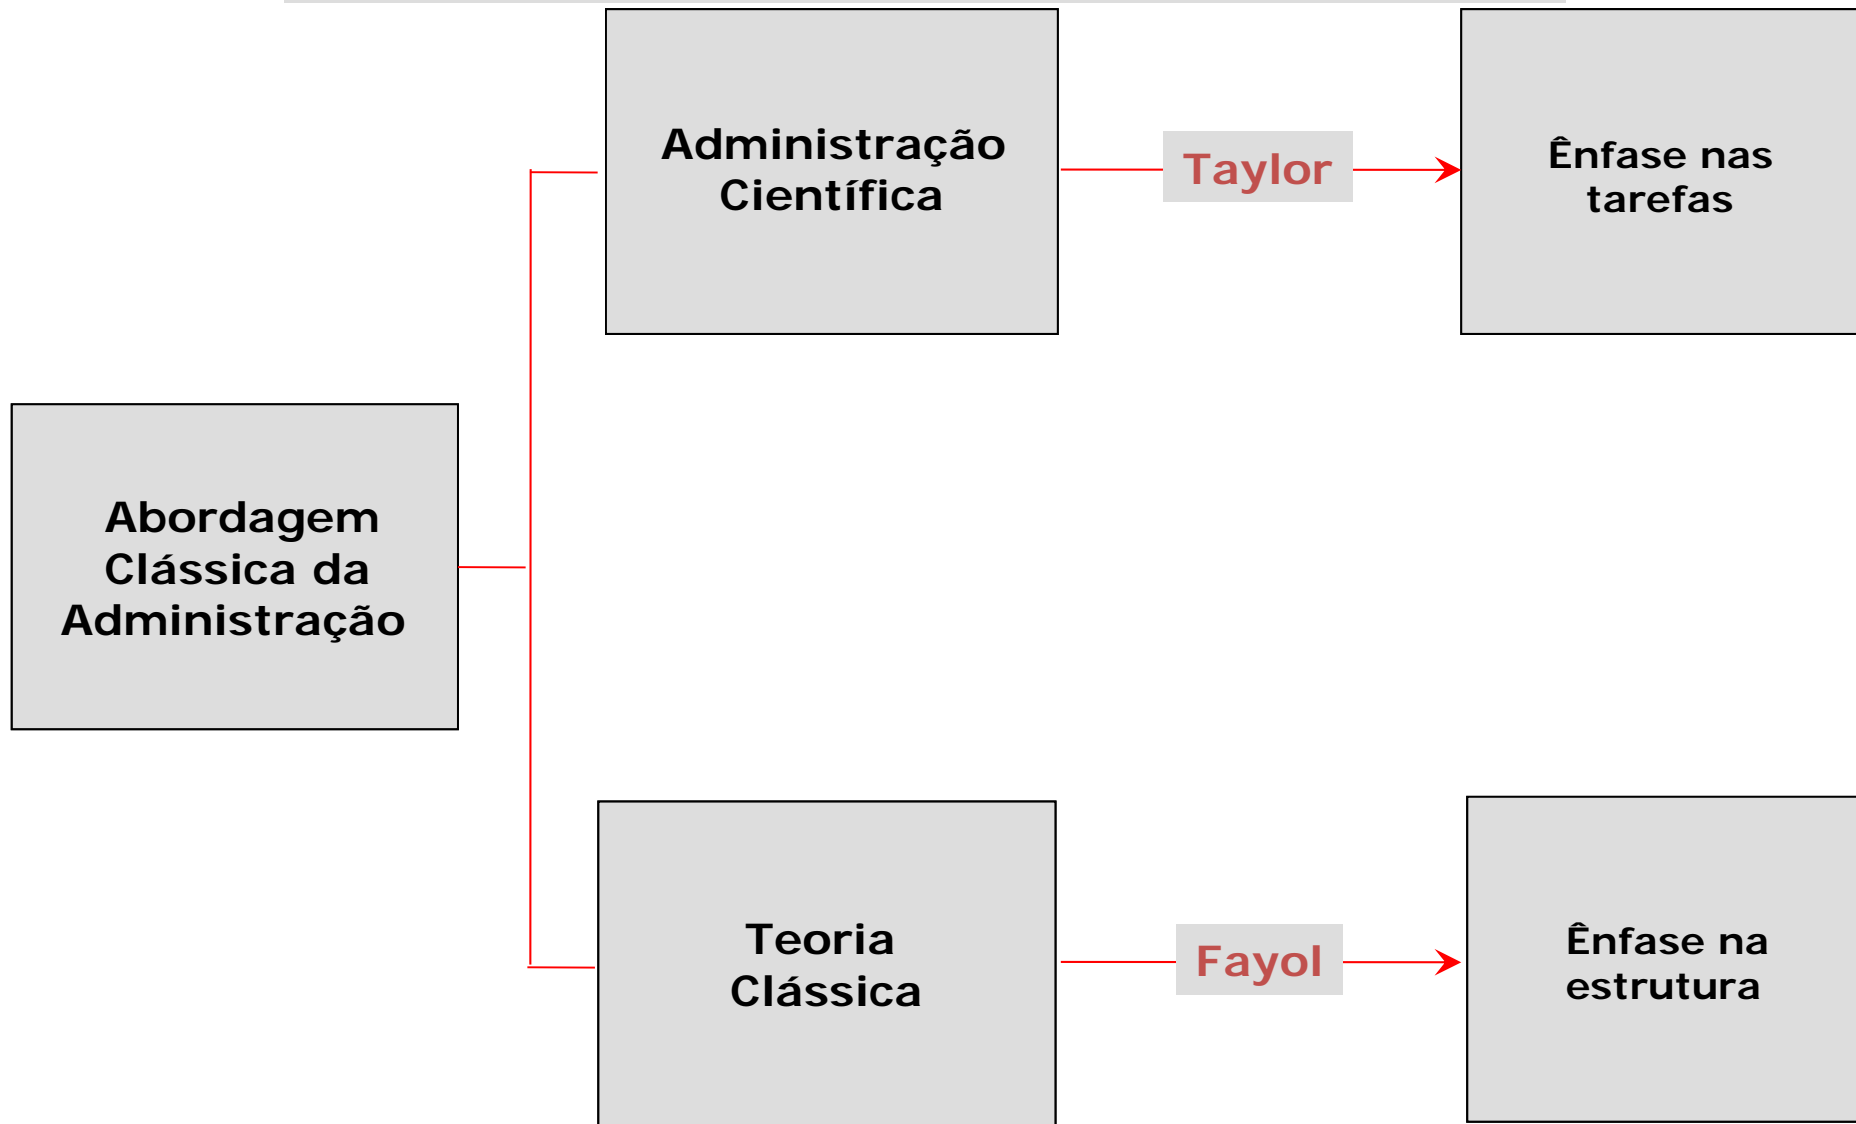 Administração
Científica
Taylor
Ênfase nas
tarefas
Abordagem
Clássica da
Administração
Teoria
Clássica
Fayol
Ênfase na
estrutura